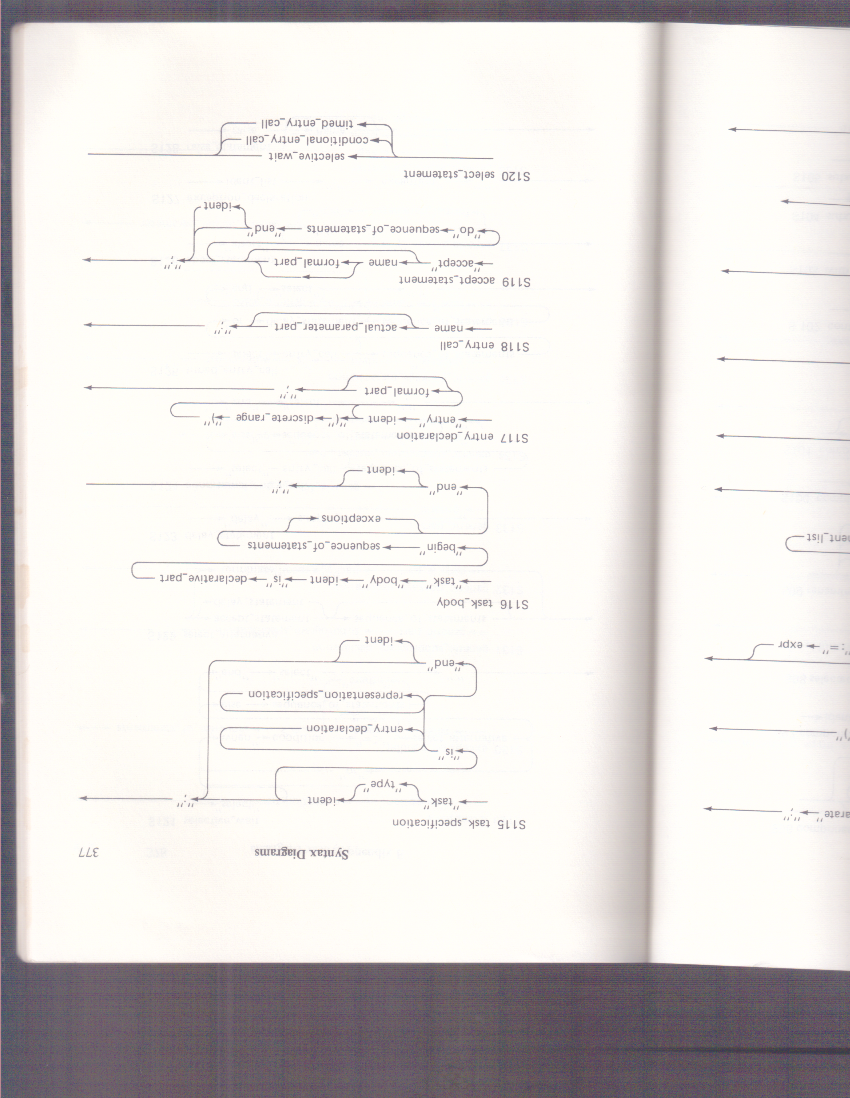 Syntax Diagrams 377
S115 task_specification
"task" ident ";"
"type"
"is"
entry_declaration
representation_specification
"end"
ident
S116 task_body
"task" "body" ident "is" declarative_part
"begin" sequence_of_statements
exceptions
"end" ";"
ident
S117 entry_declaration
"entry" ident "(" discrete_range ")"
formal_part ";"
S118 entry_call
name actual_parameter_part ";"
S119 accept_statement
"accept" name formal_part ";"
"do" sequence_of_statements "end"
ident
S120 select_statement
selective_wait
conditional_entry_call
timed_entry_call
arate" ";"
")"
":=" expr
ent_list